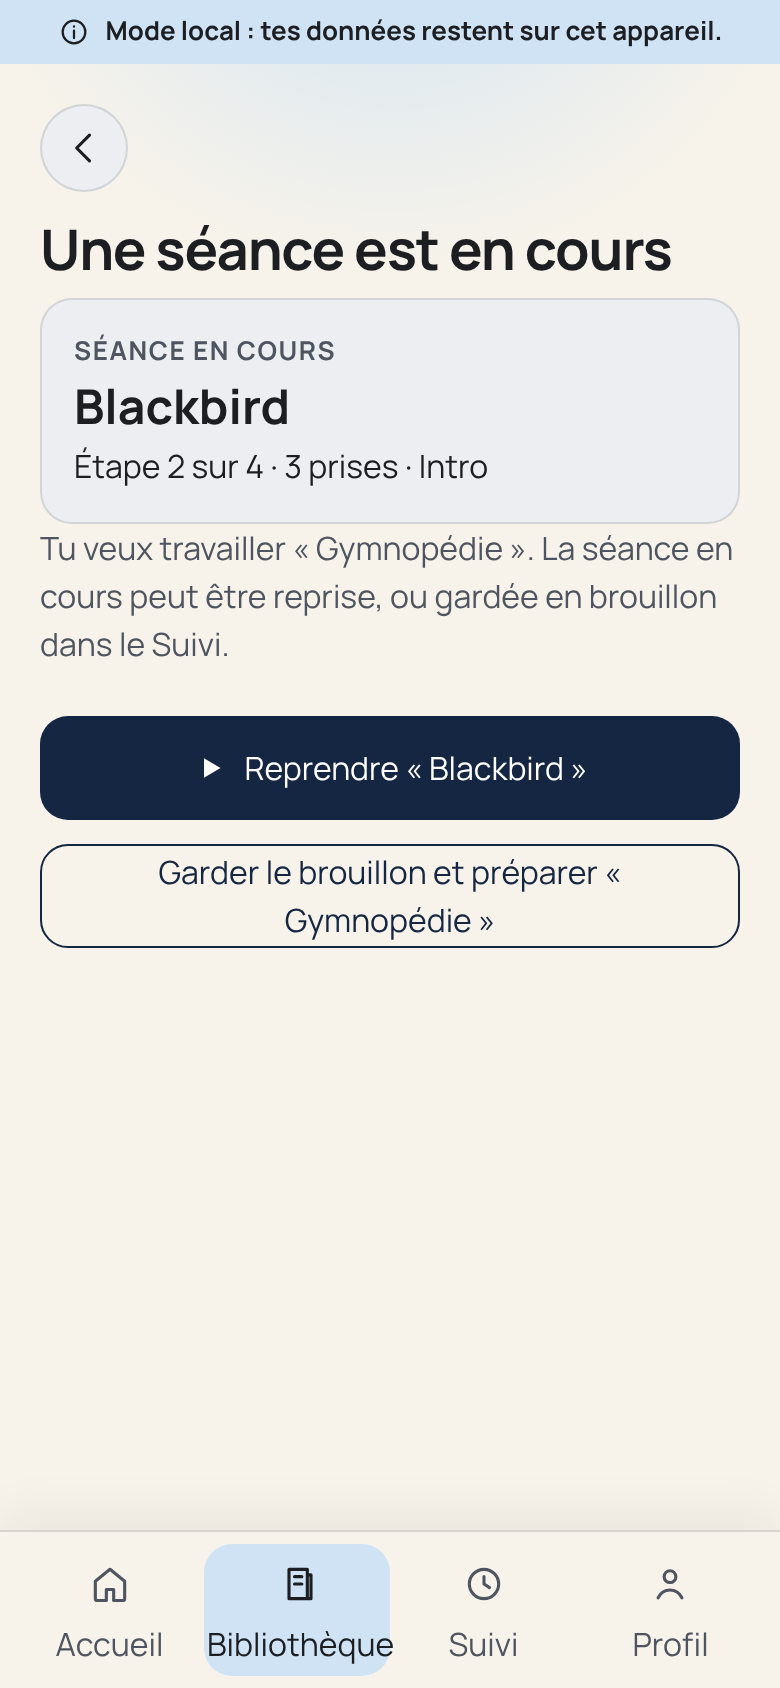 Mode local : tes données restent sur cet appareil.
Une séance est en cours
SÉANCE EN COURS
Blackbird
Étape 2 sur 4 · 3 prises · Intro
Tu veux travailler « Gymnopédie ». La séance en
cours peut être reprise, ou gardée en brouillon
dans le Suivi.
Reprendre « Blackbird »
Garder le brouillon et préparer «
Gymnopédie »
Accueil
Bibliothèque
Suivi
Profil